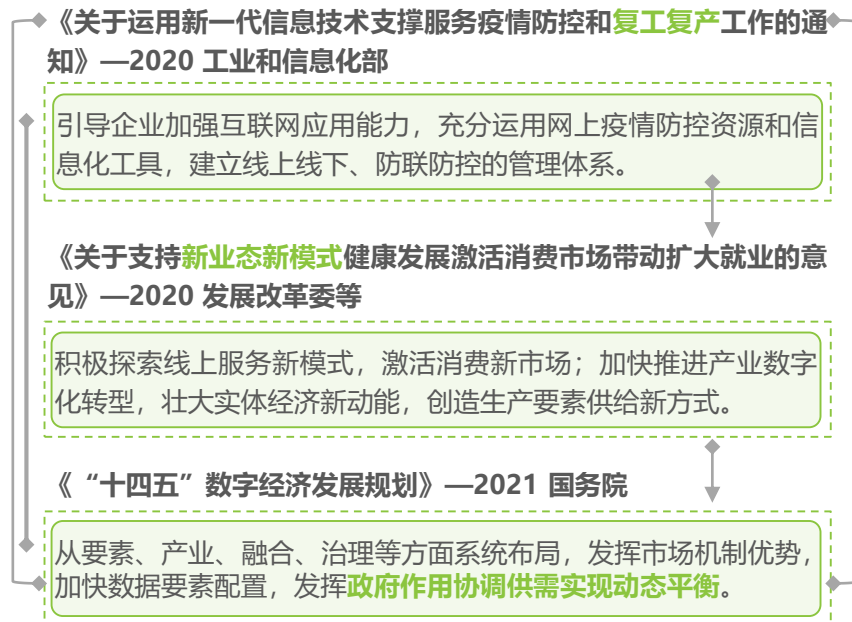 《关于运用新一代信息技术支撑服务疫情防控和复工复产工作的通
知》—2020 工业和信息化部
引导企业加强互联网应用能力，充分运用网上疫情防控资源和信
息化工具，建立线上线下、防联防控的管理体系。
《关于支持新业态新模式健康发展激活消费市场带动扩大就业的意
见》—2020 发展改革委等
积极探索线上服务新模式，激活消费新市场；加快推进产业数字
化转型，壮大实体经济新动能，创造生产要素供给新方式。
《“十四五”数字经济发展规划》—2021 国务院
从要素、产业、融合、治理等方面系统布局，发挥市场机制优势，
加快数据要素配置，发挥政府作用协调供需实现动态平衡。